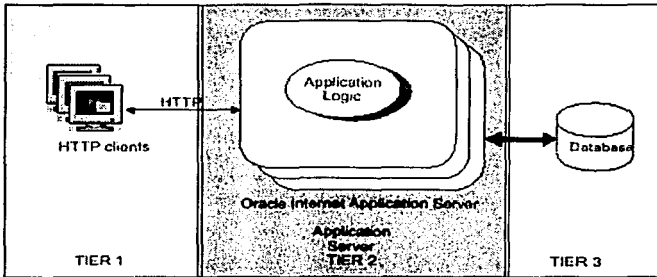 Application
Logic
HTTP
HTTP clients
Database
Oracle Internet Application Server
Application
Server
TIER 1
TIER 2
TIER 3